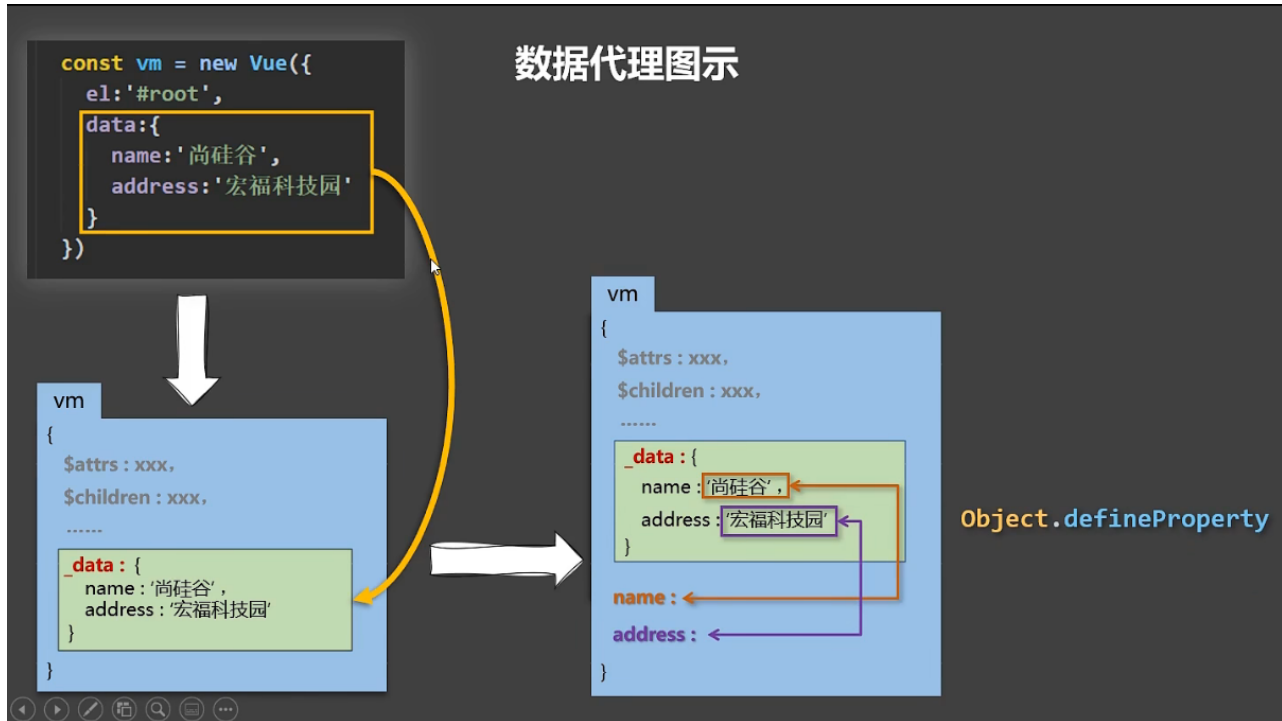 数据代理图示
const vm = new Vue({
el:'#root',
data:{
name:'尚硅谷',
address:'宏福科技园'
}
})
vm
{
$attrs : xxx,
$children : xxx,
......
_data : {
name : '尚硅谷' ,
address : '宏福科技园'
}
}
vm
{
$attrs : xxx,
$children : xxx,
......
_data : {
name : '尚硅谷' ,
address : '宏福科技园'
}
name :
address :
}
Object.defineProperty